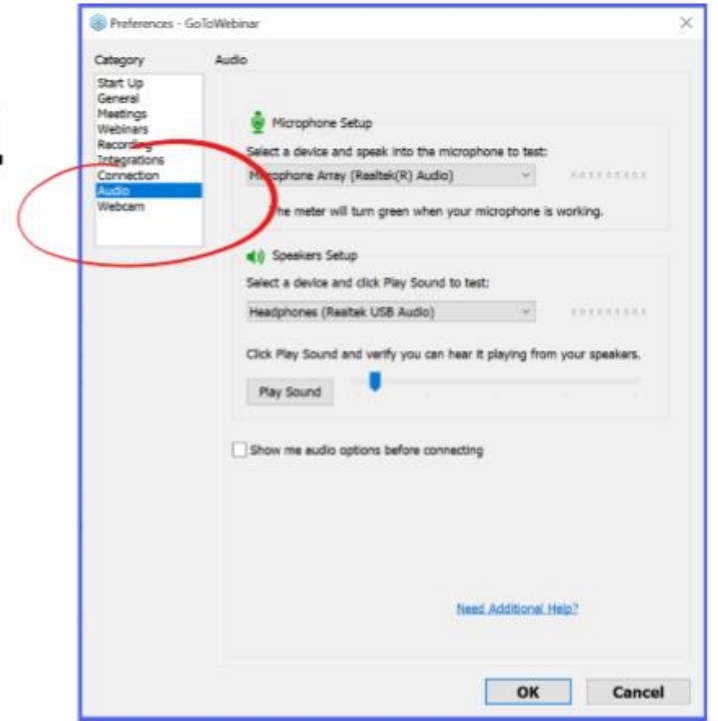 Preferences - GoToWebinar
Category
Audio
Start Up
General
Meetings
Webinars
Recording
Integrations
Connection
Audio
Webcam
Microphone Setup
Select a device and speak into the microphone to test:
Microphone Array (Realtek(R) Audio)
The meter will turn green when your microphone is working.
Speakers Setup
Select a device and click Play Sound to test:
Headphones (Realtek USB Audio)
Click Play Sound and verify you can hear it playing from your speakers.
Play Sound
Show me audio options before connecting
Need Additional Help?
OK
Cancel